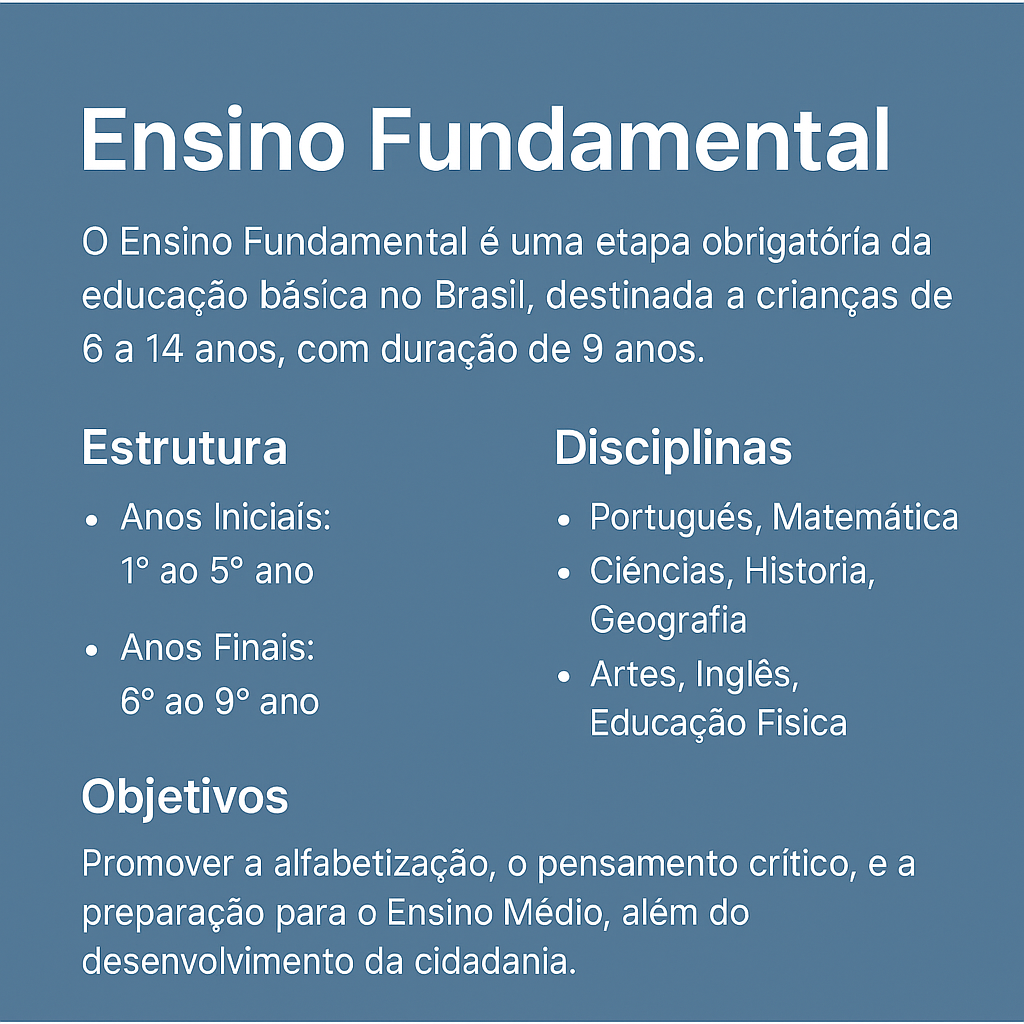 Ensino Fundamental
O Ensino Fundamental é uma etapa obrigatóría da
educação básíca no Brasil, destinada a crianças de
6 a 14 anos, com duração de 9 anos.
Estrutura
• Anos Iniciaís:
1° ao 5° ano
• Anos Finais:
6° ao 9° ano
Disciplinas
• Portugués, Matemática
• Ciéncias, Historia,
Geografia
• Artes, Inglês,
Educação Fisica
Objetivos
Promover a alfabetização, o pensamento crítico, e a
preparação para o Ensino Médio, além do
desenvolvimento da cidadania.